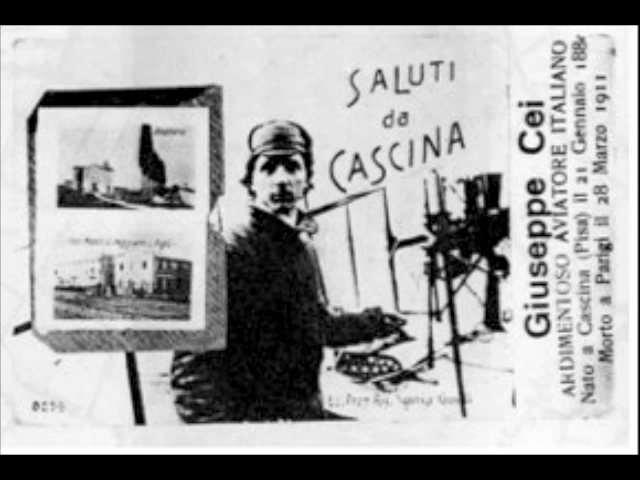 SALUTI
da
CASCINA
Giuseppe Cei
ARDIMENTOSO AVIATORE ITALIANO
Nato a Cascina (Pisa) il 21 Gennaio 188
Morto a Parigi il 28 Marzo 1911